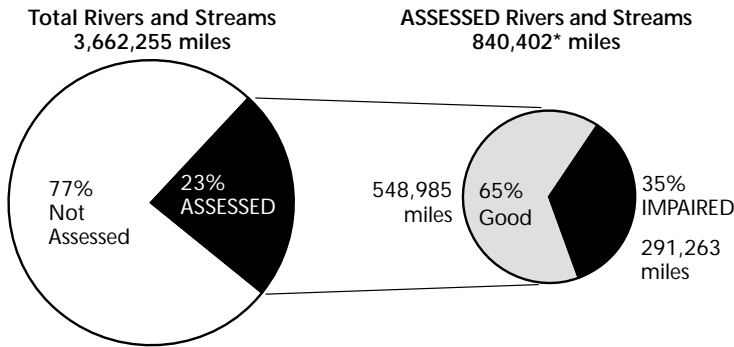 Total Rivers and Streams
3,662,255 miles
ASSESSED Rivers and Streams
840,402* miles
77%
Not
Assessed
23%
ASSESSED
548,985
miles
65%
Good
35%
IMPAIRED
291,263
miles